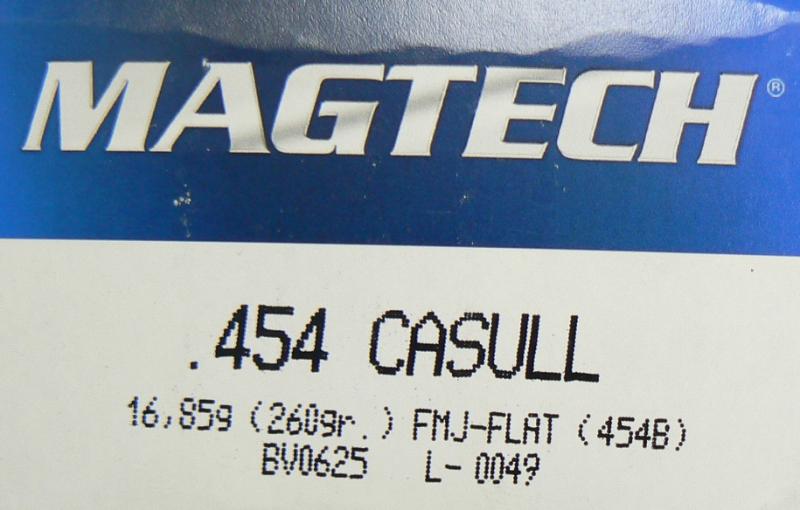 MAGTECH®
.454 CASULL
16,85g (260gr.) FMJ-FLAT (454B)
BV0625 L-0049